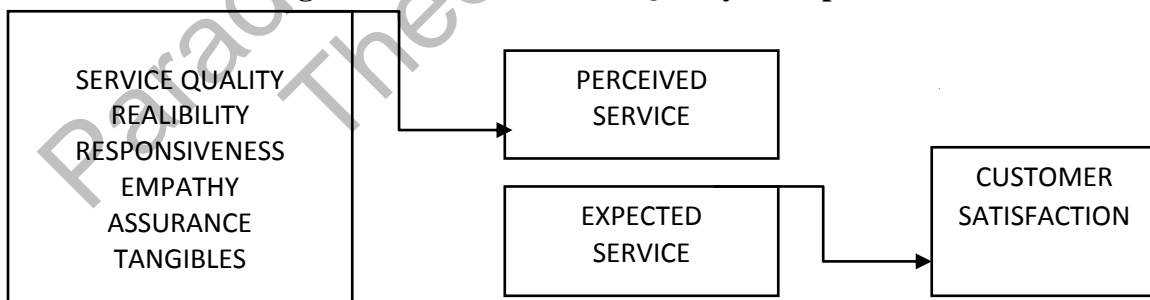 SERVICE QUALITY
REALIBILITY
RESPONSIVENESS
EMPATHY
ASSURANCE
TANGIBLES
PERCEIVED
SERVICE
EXPECTED
SERVICE
CUSTOMER
SATISFACTION